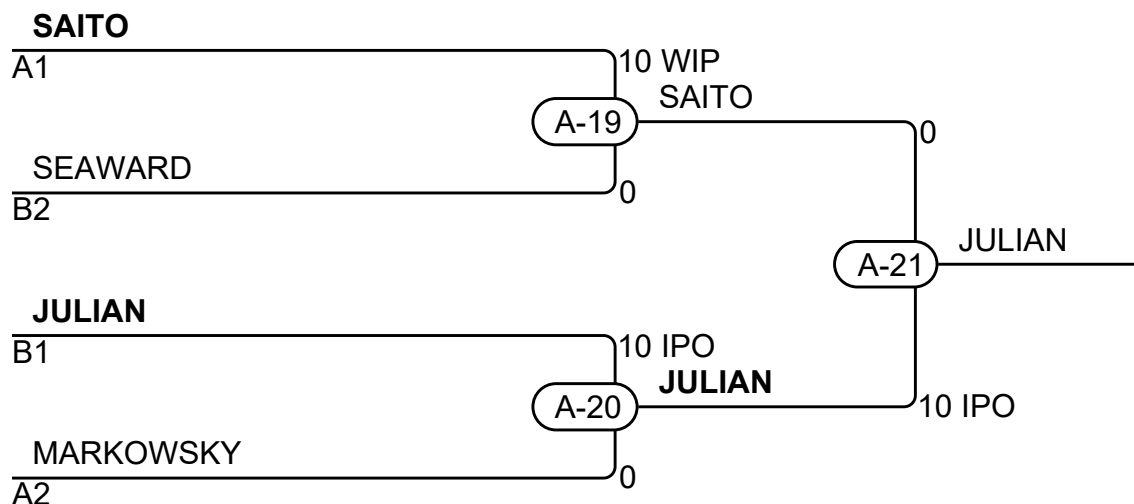 SAITO
A1
10 WIP
SAITO
A-19
0
SEAWARD
0
B2
JULIAN
A-21
JULIAN
B1
10 IPO
JULIAN
A-20
10 IPO
MARKOWSKY
0
A2